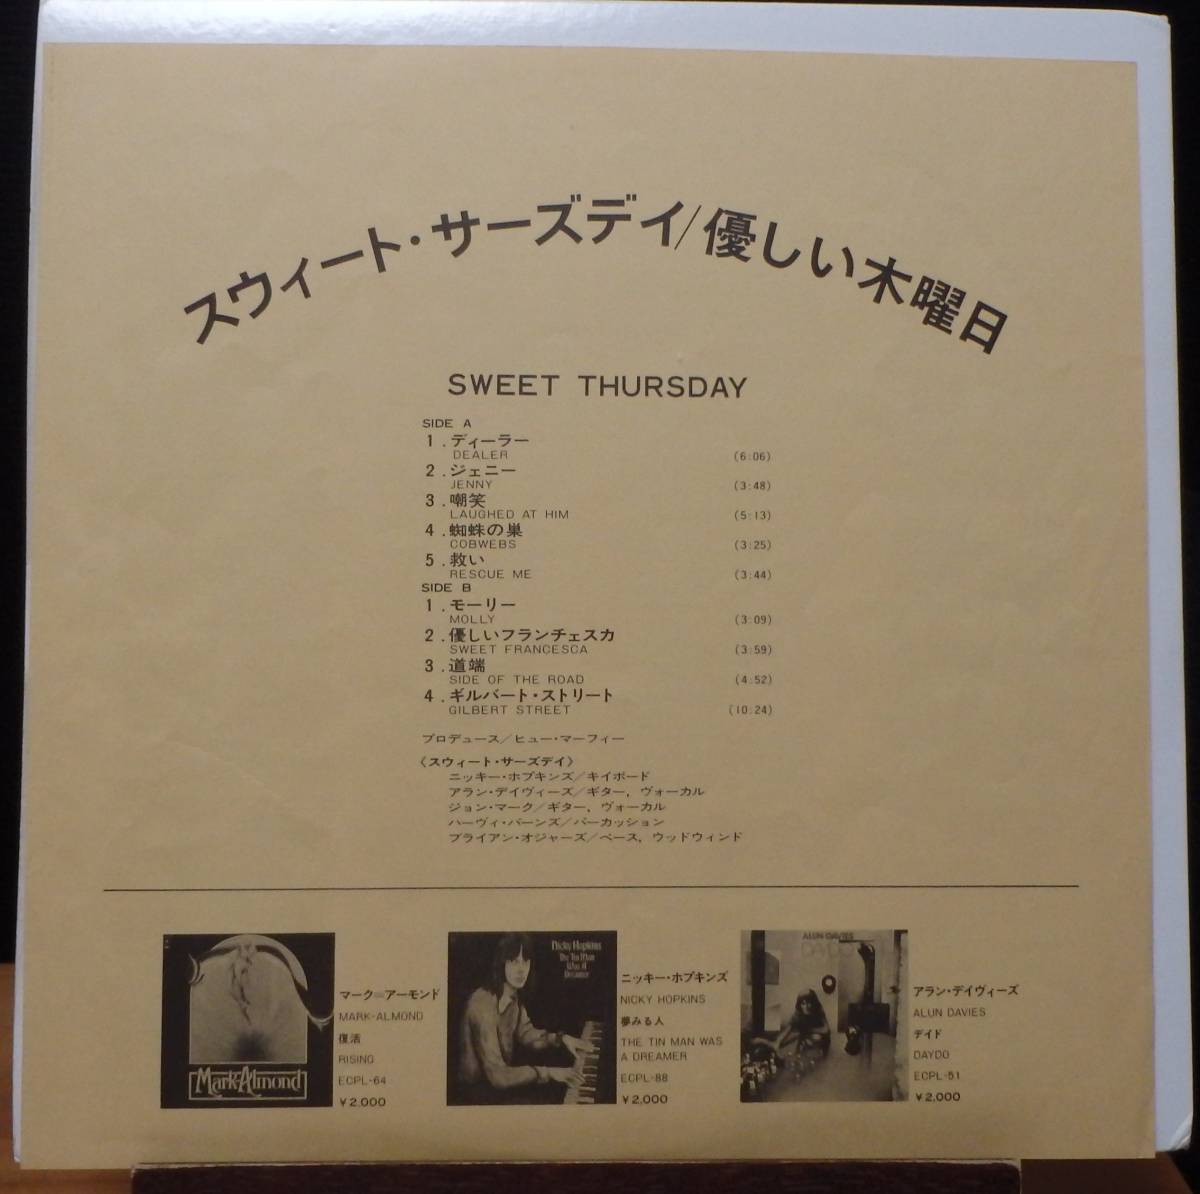 スウィート・サーズデイ/優しい木曜日
SWEET THURSDAY
SIDE A
1.ディーラー
DEALER (6:06)
2.ジェニー
JENNY (3:48)
3.嘲笑
LAUGHED AT HIM (5:13)
4.蜘蛛の巣
COBWEBS (3:25)
5.救い
RESCUE ME (3:44)
SIDE B
1.モーリー
MOLLY (3:09)
2.優しいフランチェスカ
SWEET FRANCESCA (3:59)
3.道端
SIDE OF THE ROAD (4:52)
4.ギルバート・ストリート
GILBERT STREET (10:24)
プロデュース/ヒュー・マーフィー
《スウィート・サーズデイ》
ニッキー・ホプキンズ/キイボード
アラン・デイヴィーズ/ギター, ヴォーカル
ジョン・マーク/ギター, ヴォーカル
ハーヴィ・バーンズ/パーカッション
ブライアン・オジャーズ/ベース, ウッドウィンド
Mark-Almond
マーク=アーモンド
MARK-ALMOND
復活
RISING
ECPL-64
¥2,000
Nicky Hopkins
The Tin Man
Was A
Dreamer
ニッキー・ホプキンズ
NICKY HOPKINS
夢みる人
THE TIN MAN WAS
A DREAMER
ECPL-88
¥2,000
ALUN DAVIES
DAYDO
アラン・デイヴィーズ
ALUN DAVIES
デイド
DAYDO
ECPL-51
¥2,000